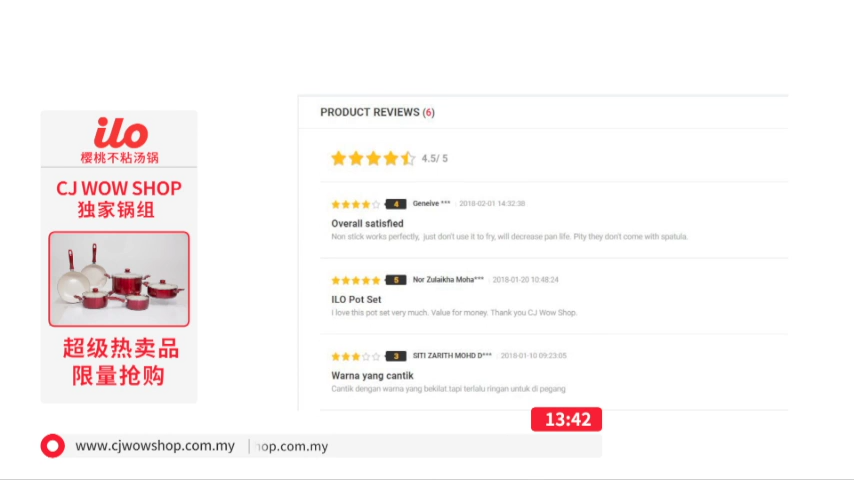 ilo
樱桃不粘汤锅
CJ WOW SHOP
独家锅组
超级热卖品
限量抢购
PRODUCT REVIEWS (6)
4.5/ 5
4 Geneive *** 2018-02-01 14:32:38
Overall satisfied
Non stick works perfectly, just don't use it to fry, will decrease pan life. Pity they don't come with spatula.
5 Nor Zulaikha Moha*** 2018-01-20 10:48:24
ILO Pot Set
I love this pot set very much. Value for money. Thank you CJ Wow Shop.
3 SITI ZARITH MOHD D*** 2018-01-10 09:23:05
Warna yang cantik
Cantik dengan warna yang bekilat.tapi terlalu ringan untuk di pegang
13:42
www.cjwowshop.com.my | op.com.my